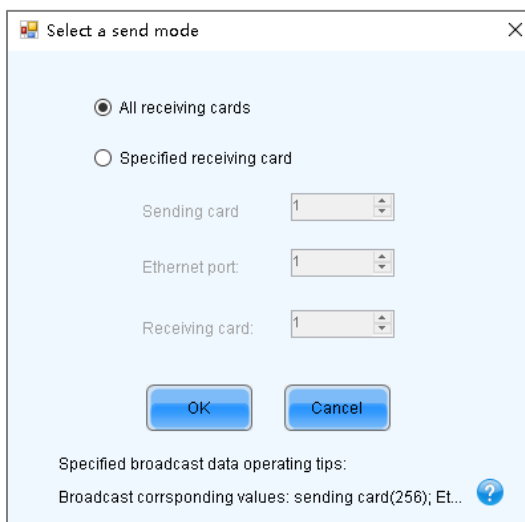 Select a send mode
All receiving cards
Specified receiving card
Sending card 1
Ethernet port: 1
Receiving card: 1
OK Cancel
Specified broadcast data operating tips:
Broadcast corrsponding values: sending card(256); Et...
?